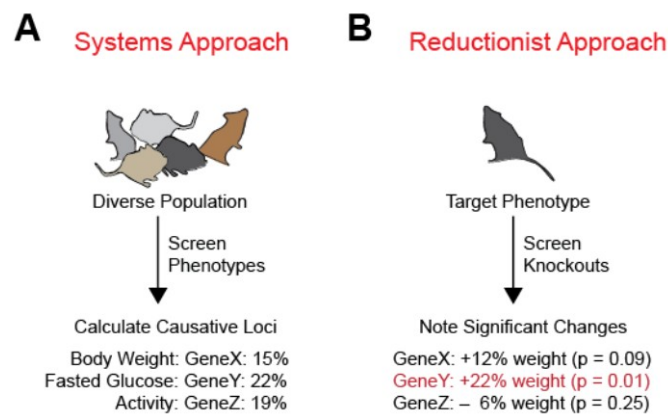 A Systems Approach
Diverse Population
Screen
Phenotypes
Calculate Causative Loci
Body Weight: GeneX: 15%
Fasted Glucose: GeneY: 22%
Activity: GeneZ: 19%
B Reductionist Approach
Target Phenotype
Screen
Knockouts
Note Significant Changes
GeneX: +12% weight (p = 0.09)
GeneY: +22% weight (p = 0.01)
GeneZ: – 6% weight (p = 0.25)